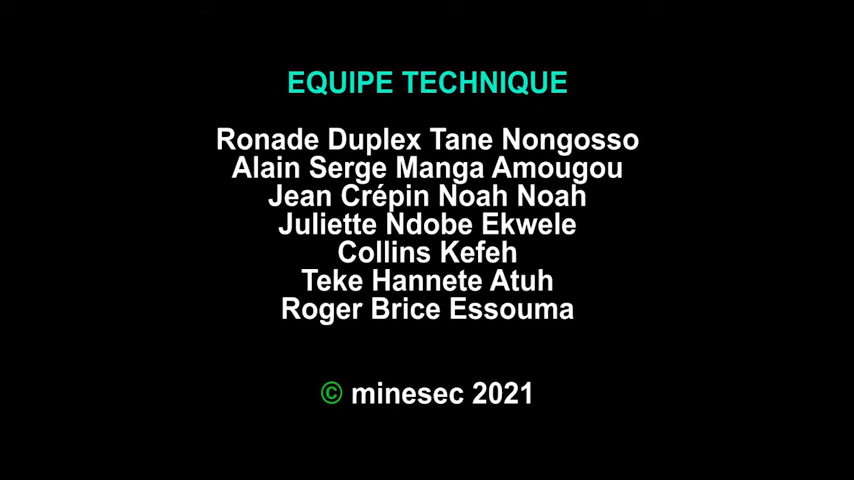 EQUIPE TECHNIQUE
Ronade Duplex Tane Nongosso
Alain Serge Manga Amougou
Jean Crépin Noah Noah
Juliette Ndobe Ekwele
Collins Kefeh
Teke Hannete Atuh
Roger Brice Essouma
© minesec 2021